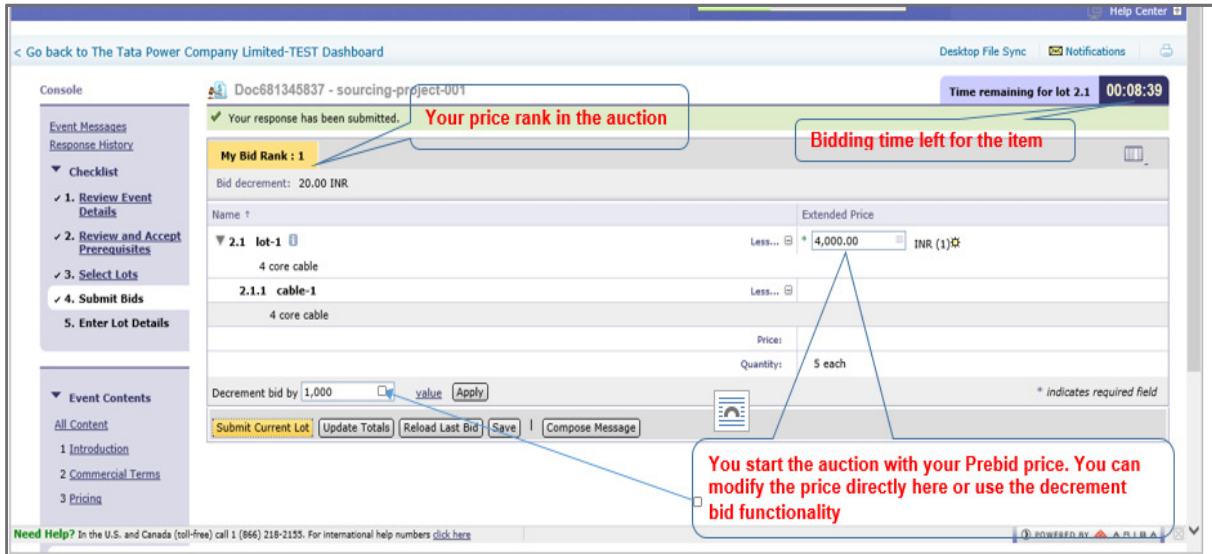 Help Center
< Go back to The Tata Power Company Limited-TEST Dashboard
Desktop File Sync
Notifications
Console
Event Messages
Response History
Checklist
1. Review Event Details
2. Review and Accept Prerequisites
3. Select Lots
4. Submit Bids
5. Enter Lot Details
Event Contents
All Content
1 Introduction
2 Commercial Terms
3 Pricing
Doc681345837 - sourcing-project-001
Time remaining for lot 2.1 00:08:39
Your response has been submitted.
Your price rank in the auction
Bidding time left for the item
My Bid Rank : 1
Bid decrement: 20.00 INR
Name ↑
Extended Price
2.1 lot-1
Less...
* 4,000.00
INR (1)
4 core cable
2.1.1 cable-1
Less...
4 core cable
Price:
Quantity:
5 each
Decrement bid by 1,000
value
Apply
* indicates required field
Submit Current Lot
Update Totals
Reload Last Bid
Save
|
Compose Message
You start the auction with your Prebid price. You can
modify the price directly here or use the decrement
bid functionality
Need Help? In the U.S. and Canada (toll-free) call 1 (866) 218-2155. For international help numbers click here
POWERED BY ARIBA